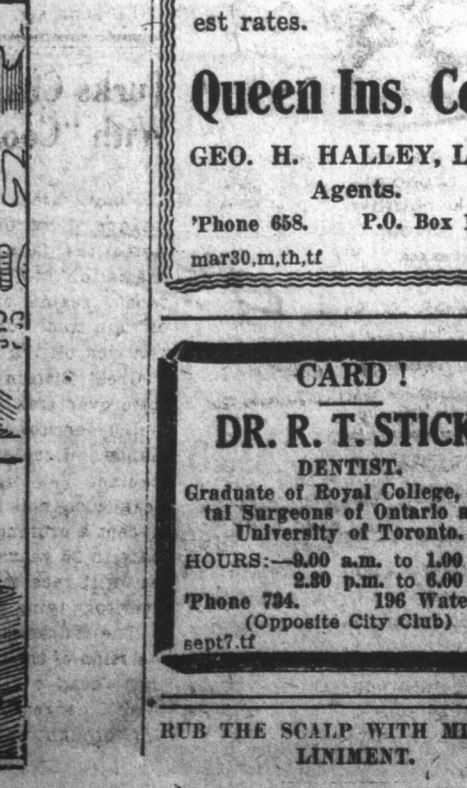 est rates.
Queen Ins. Co
GEO. H. HALLEY, L
Agents.
'Phone 658. P.O. Box
mar30,m,th,tf
CARD !
DR. R. T. STICK
DENTIST.
Graduate of Royal College,
tal Surgeons of Ontario a
University of Toronto.
HOURS:—9.00 a.m. to 1.00
2.30 p.m. to 6.00
'Phone 734. 196 Wate
(Opposite City Club)
sept7.tf
RUB THE SCALP WITH MI
LINIMENT.